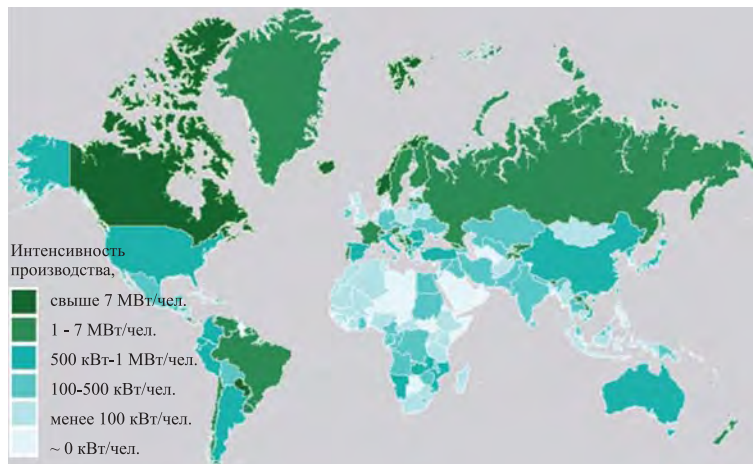 Интенсивность
производства,
свыше 7 МВт/чел.
1 - 7 МВт/чел.
500 кВт-1 МВт/чел.
100-500 кВт/чел.
менее 100 кВт/чел.
~ 0 кВт/чел.